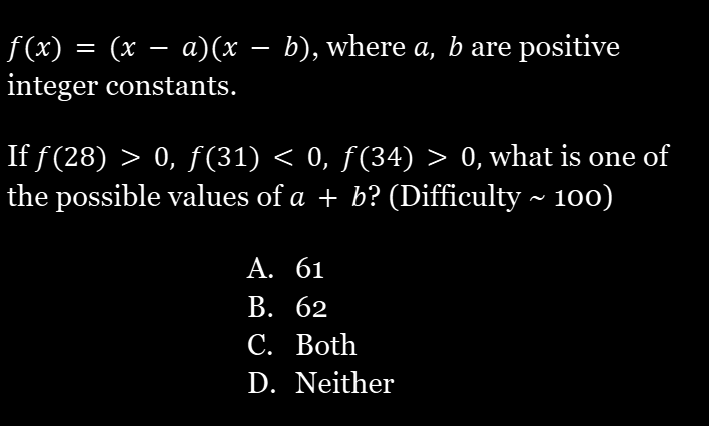 f(x) = (x − a)(x − b), where a, b are positive
integer constants.
If f(28) > 0, f(31) < 0, f(34) > 0, what is one of
the possible values of a + b? (Difficulty ~ 100)
A. 61
B. 62
C. Both
D. Neither